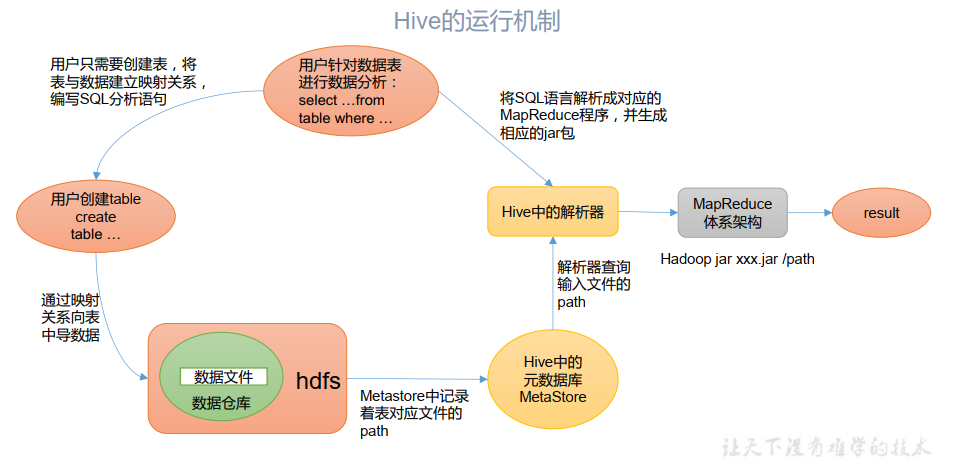 Hive的运行机制
用户只需要创建表，将
表与数据建立映射关系，
编写SQL分析语句
用户针对数据表
进行数据分析：
select …from
table where …
将SQL语言解析成对应的
MapReduce程序，并生成
相应的jar包
用户创建table
create
table …
Hive中的解析器
MapReduce
体系架构
result
Hadoop jar xxx.jar /path
解析器查询
输入文件的
path
通过映射
关系向表
中导数据
数据文件
数据仓库
hdfs
Metastore中记录
着表对应文件的
path
Hive中的
元数据库
MetaStore
让天下没有难学的技术